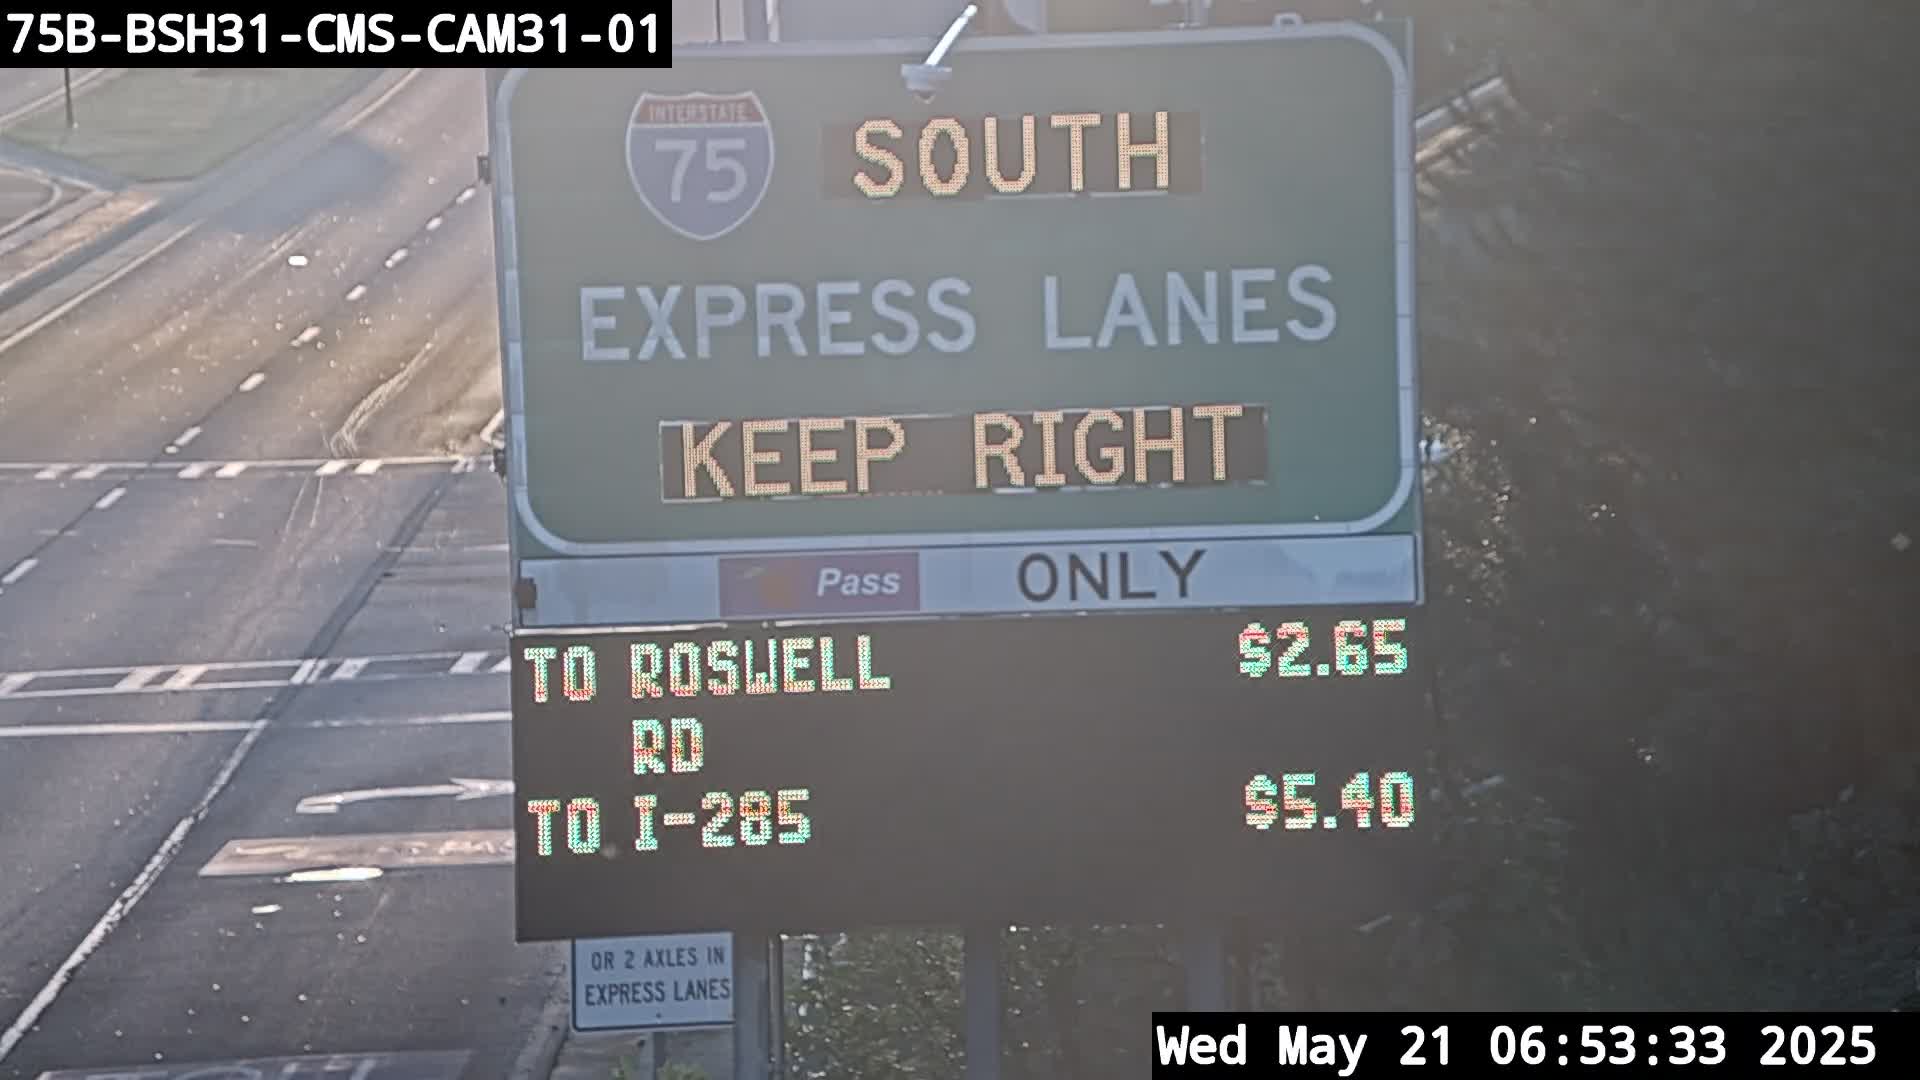 75B-BSH31-CMS-CAM31-01
INTERSTATE
75
SOUTH
EXPRESS LANES
KEEP RIGHT
Pass ONLY
TO ROSWELL $2.65
RD
TO I-285 $5.40
OR 2 AXLES IN
EXPRESS LANES
Wed May 21 06:53:33 2025